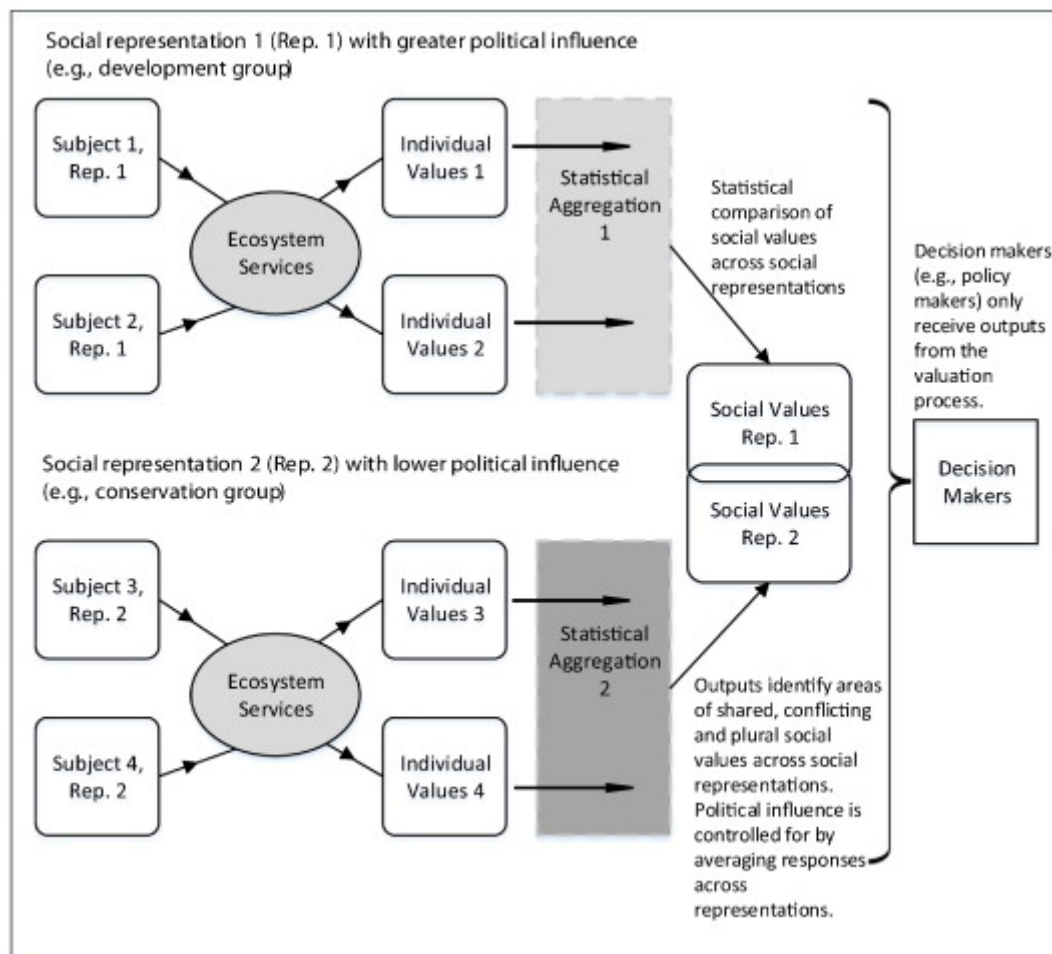 Social representation 1 (Rep. 1) with greater political influence
(e.g., development group)
Subject 1,
Rep. 1
Subject 2,
Rep. 1
Ecosystem
Services
Individual
Values 1
Individual
Values 2
Statistical
Aggregation
1
Statistical
comparison of
social values
across social
representations
Social representation 2 (Rep. 2) with lower political influence
(e.g., conservation group)
Subject 3,
Rep. 2
Subject 4,
Rep. 2
Ecosystem
Services
Individual
Values 3
Individual
Values 4
Statistical
Aggregation
2
Social Values
Rep. 1
Social Values
Rep. 2
Outputs identify areas
of shared, conflicting
and plural social
values across social
representations.
Political influence is
controlled for by
averaging responses
across
representations.
Decision makers
(e.g., policy
makers) only
receive outputs
from the
valuation
process.
Decision
Makers